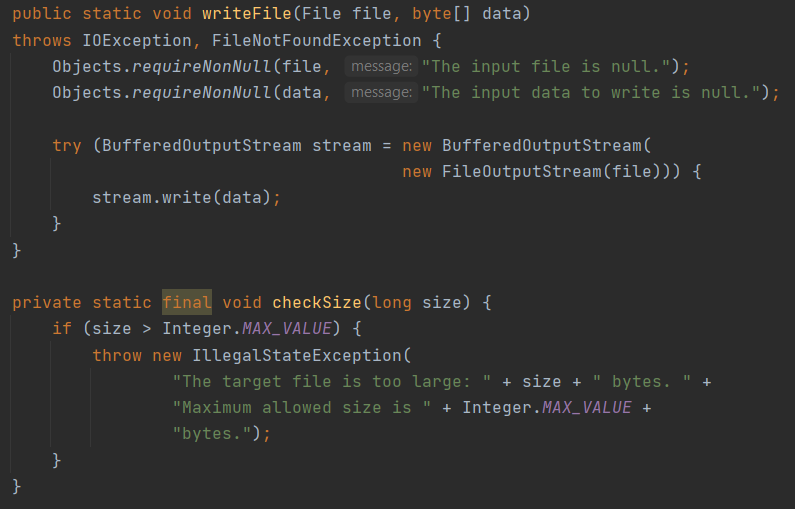 public static void writeFile(File file, byte[] data)
throws IOException, FileNotFoundException {
    Objects.requireNonNull(file, message: "The input file is null.");
    Objects.requireNonNull(data, message: "The input data to write is null.");

    try (BufferedOutputStream stream = new BufferedOutputStream(
                                       new FileOutputStream(file))) {
        stream.write(data);
    }
}

private static final void checkSize(long size) {
    if (size > Integer.MAX_VALUE) {
        throw new IllegalStateException(
                "The target file is too large: " + size + " bytes. " +
                "Maximum allowed size is " + Integer.MAX_VALUE +
                "bytes.");
    }
}